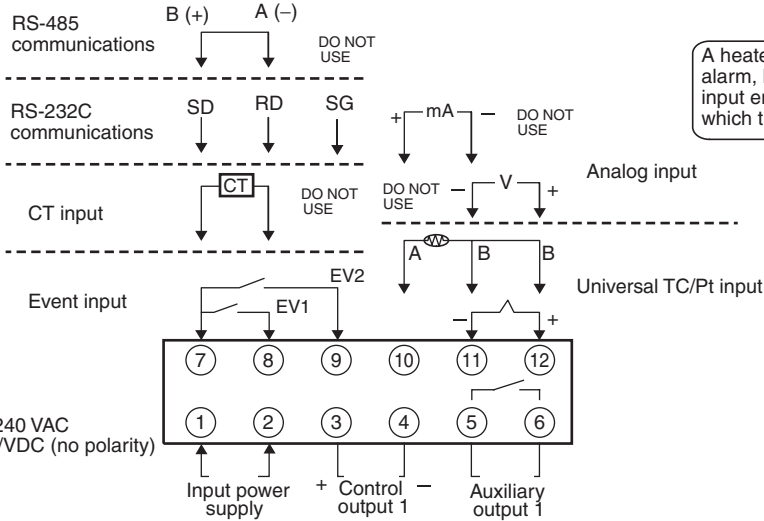 B (+) A (−)
RS-485
communications
DO NOT
USE
RS-232C
communications
SD RD SG
+ mA −
DO NOT
USE
A heate
alarm,
input e
which t
CT input
CT
DO NOT
USE
DO NOT
USE
− V +
Analog input
A B B
Event input
EV2
EV1
Universal TC/Pt input
− +
7 8 9 10 11 12
240 VAC
/VDC (no polarity)
1 2 3 4 5 6
Input power
supply
+ Control −
output 1
Auxiliary
output 1